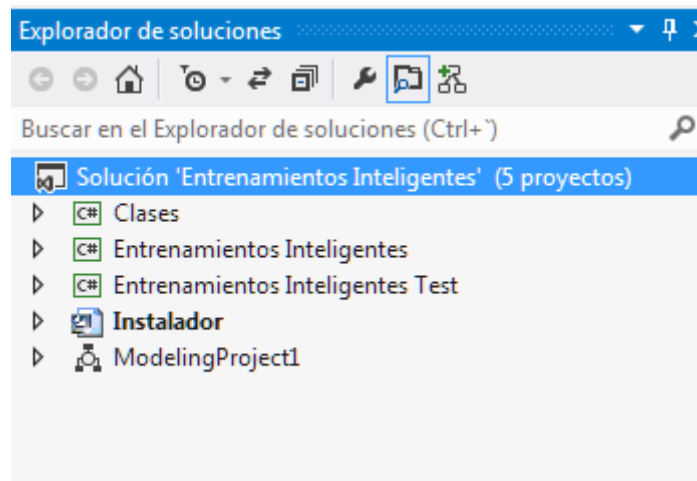 Explorador de soluciones
Buscar en el Explorador de soluciones (Ctrl+`)
Solución 'Entrenamientos Inteligentes' (5 proyectos)
C# Clases
C# Entrenamientos Inteligentes
C# Entrenamientos Inteligentes Test
Instalador
ModelingProject1